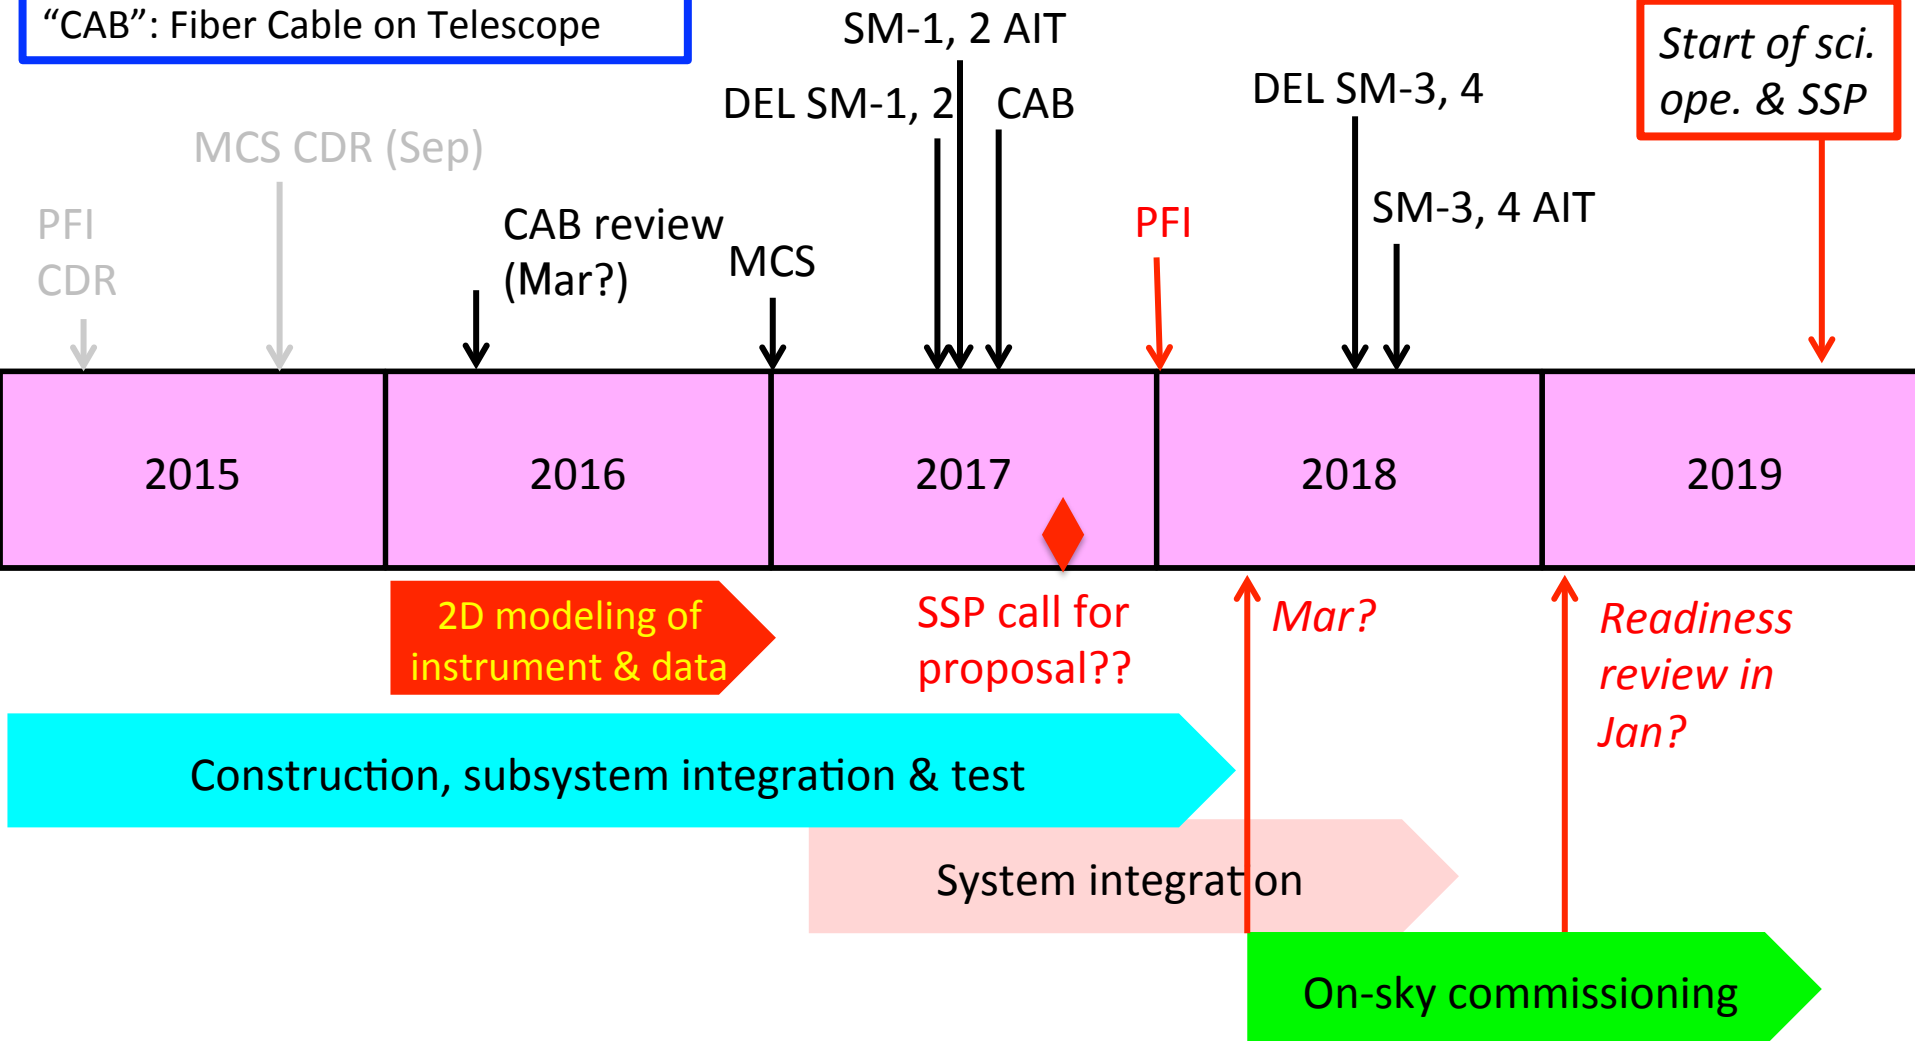 “CAB”: Fiber Cable on Telescope
SM-1, 2 AIT
Start of sci.
ope. & SSP
DEL SM-1, 2
CAB
DEL SM-3, 4
MCS CDR (Sep)
PFI
CDR
CAB review
(Mar?)
MCS
PFI
SM-3, 4 AIT
2015
2016
2017
2018
2019
2D modeling of
instrument & data
SSP call for
proposal??
Mar?
Readiness
review in
Jan?
Construction, subsystem integration & test
System integration
On-sky commissioning